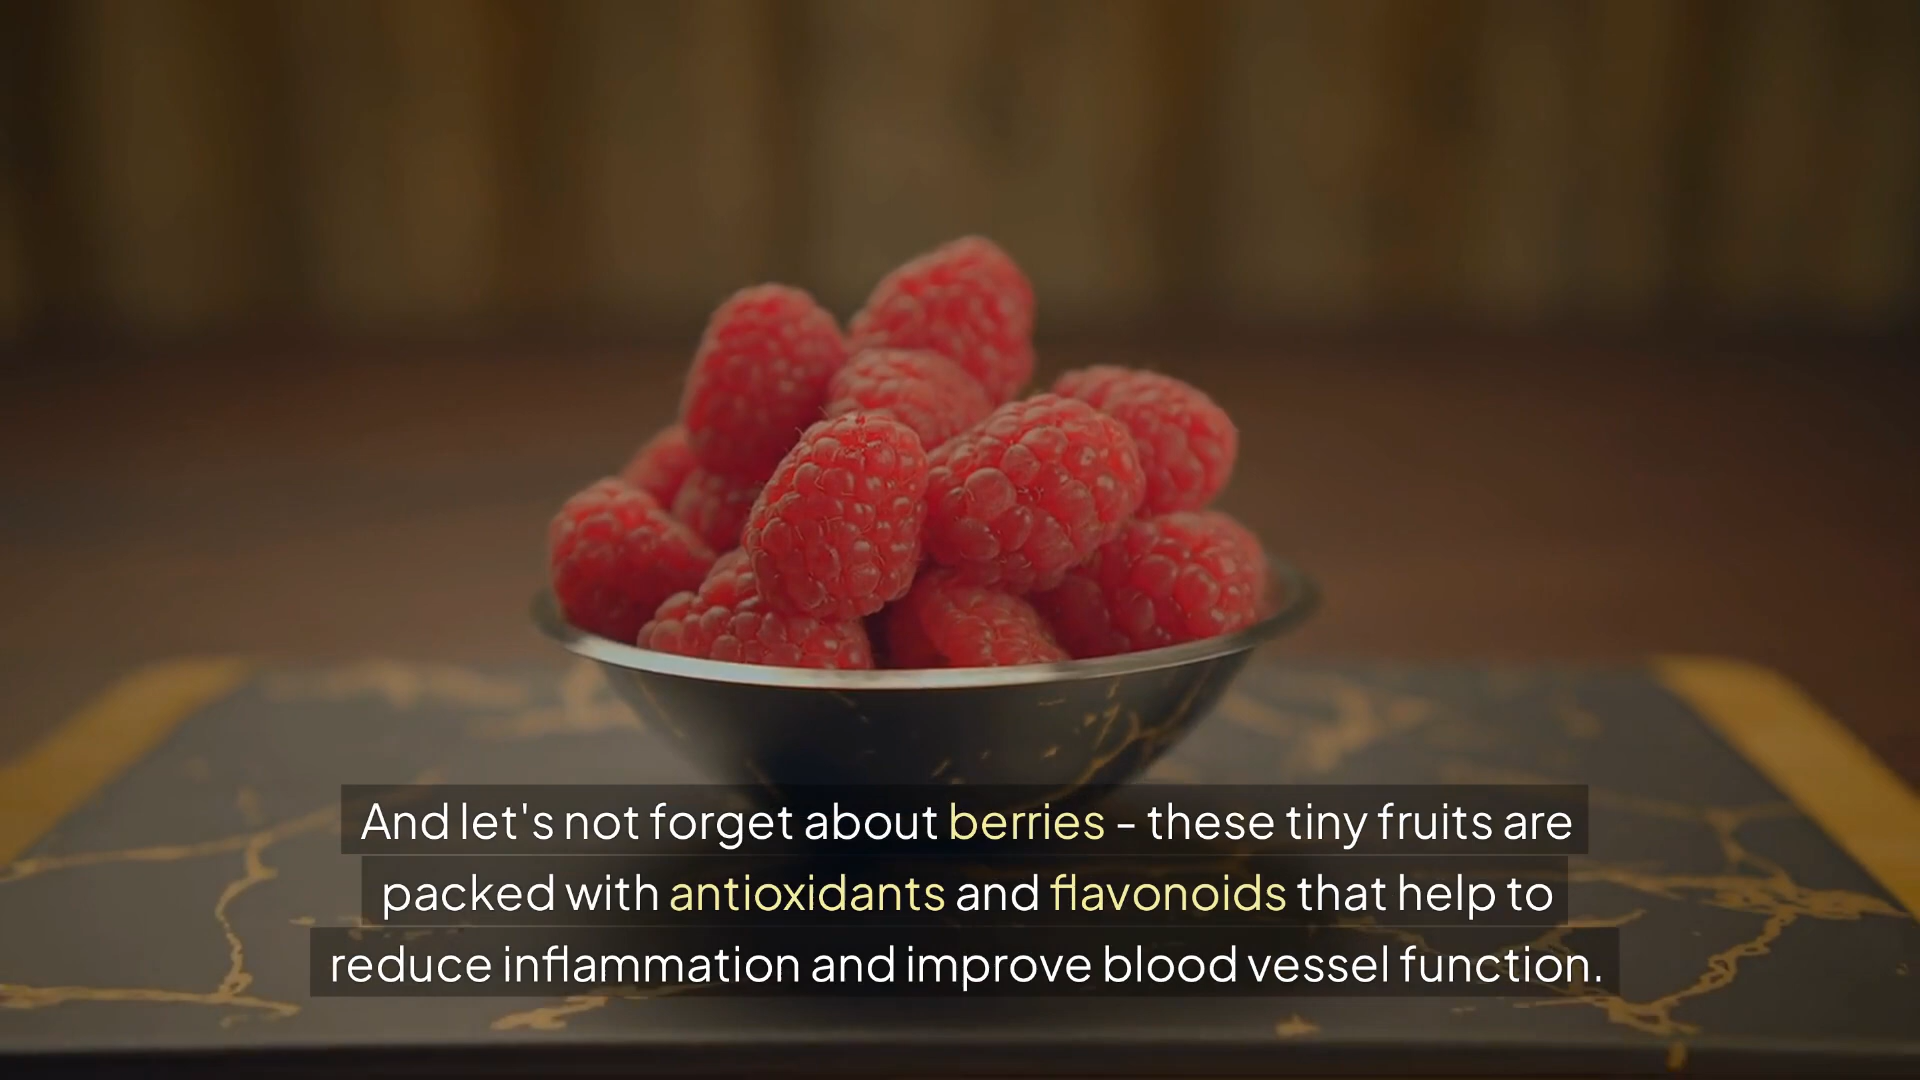 And let's not forget about berries - these tiny fruits are
packed with antioxidants and flavonoids that help to
reduce inflammation and improve blood vessel function.